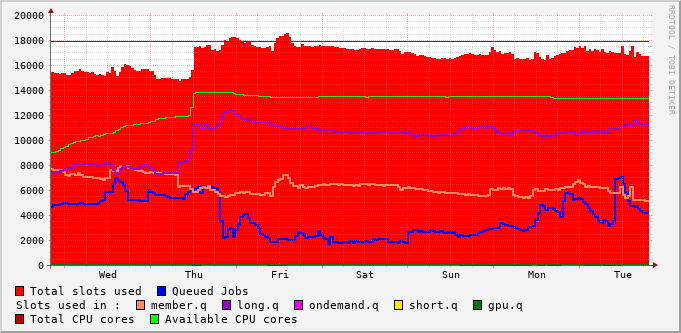 20000
18000
16000
14000
12000
10000
8000
6000
4000
2000
0
Wed Thu Fri Sat Sun Mon Tue
RRDTOOL / TOBI OETIKER
Total slots used Queued Jobs
Slots used in : member.q long.q ondemand.q short.q gpu.q
Total CPU cores Available CPU cores